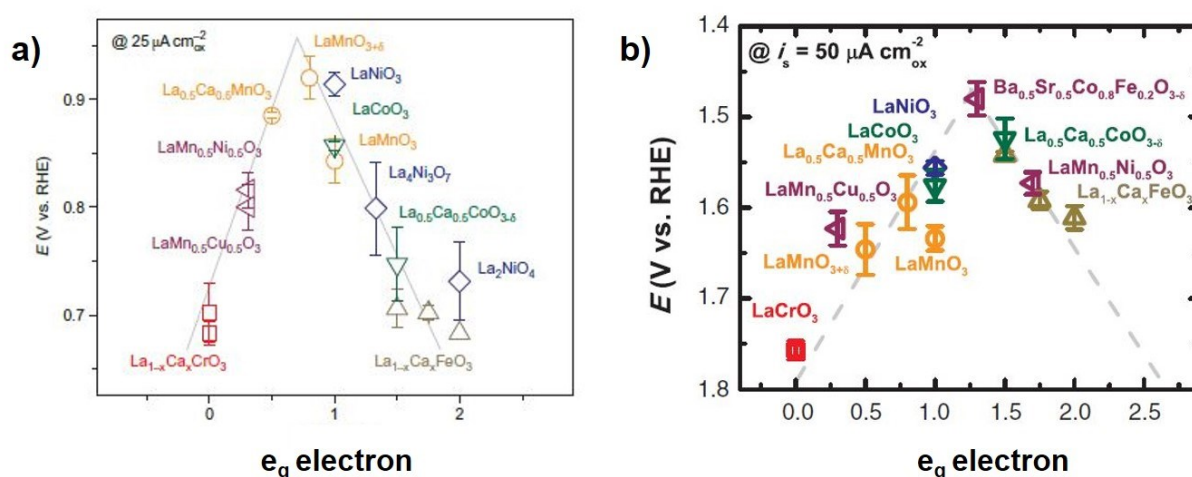 a)
@ 25 μA cm⁻²ox
LaMnO3+δ
La0.5Ca0.5MnO3
LaNiO3
LaCoO3
LaMnO3
LaMn0.5Ni0.5O3
La4Ni3O7
La0.5Ca0.5CoO3-δ
LaMn0.5Cu0.5O3
La2NiO4
La1–xCaxCrO3
La1–xCaxFeO3
E (V vs. RHE)
0.9
0.8
0.7
0
1
2
eg electron
b)
@ is = 50 μA cm⁻²ox
Ba0.5Sr0.5Co0.8Fe0.2O3-δ
LaNiO3
LaCoO3
La0.5Ca0.5CoO3-δ
La0.5Ca0.5MnO3
LaMn0.5Ni0.5O
LaMn0.5Cu0.5O3
La1-xCaxFeO3
LaMnO3+δ
LaMnO3
LaCrO3
E (V vs. RHE)
1.4
1.5
1.6
1.7
1.8
0.0
0.5
1.0
1.5
2.0
2.5
eg electron